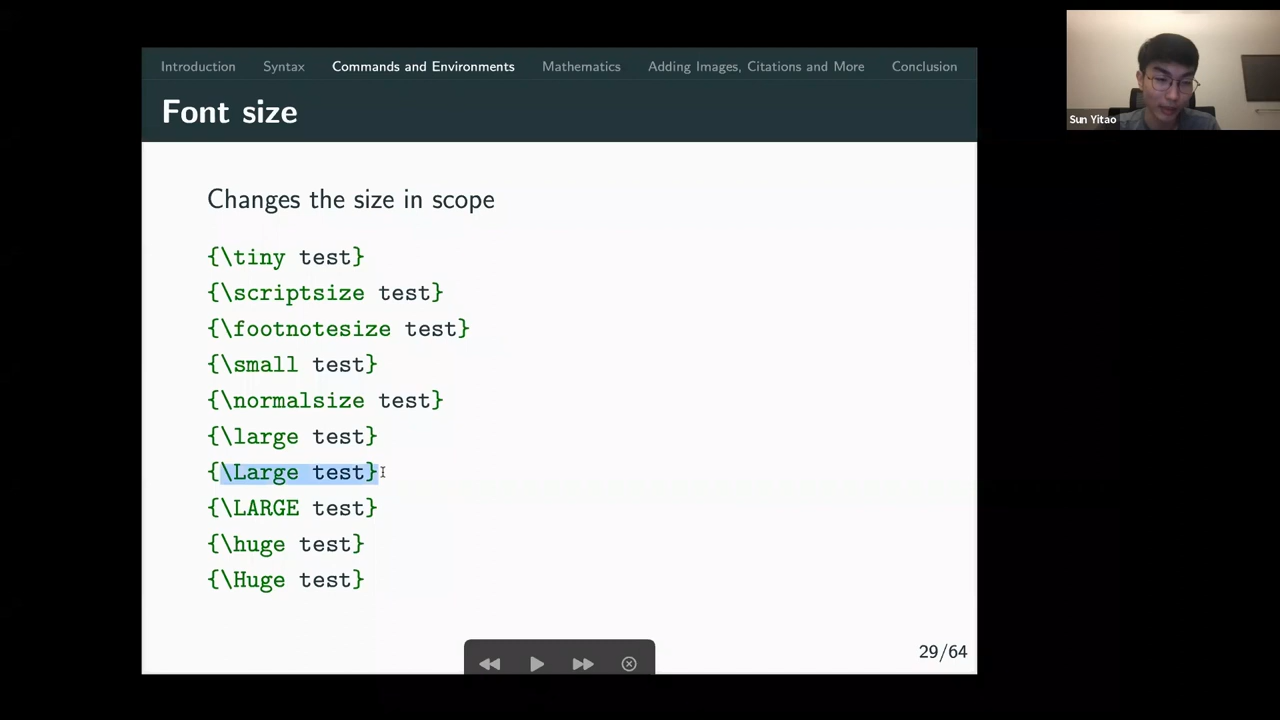 Introduction Syntax Commands and Environments Mathematics Adding Images, Citations and More Conclusion
Font size
Sun Yitao
Changes the size in scope
{\tiny test}
{\scriptsize test}
{\footnotesize test}
{\small test}
{\normalsize test}
{\large test}
{\Large test}
{\LARGE test}
{\huge test}
{\Huge test}
29/64